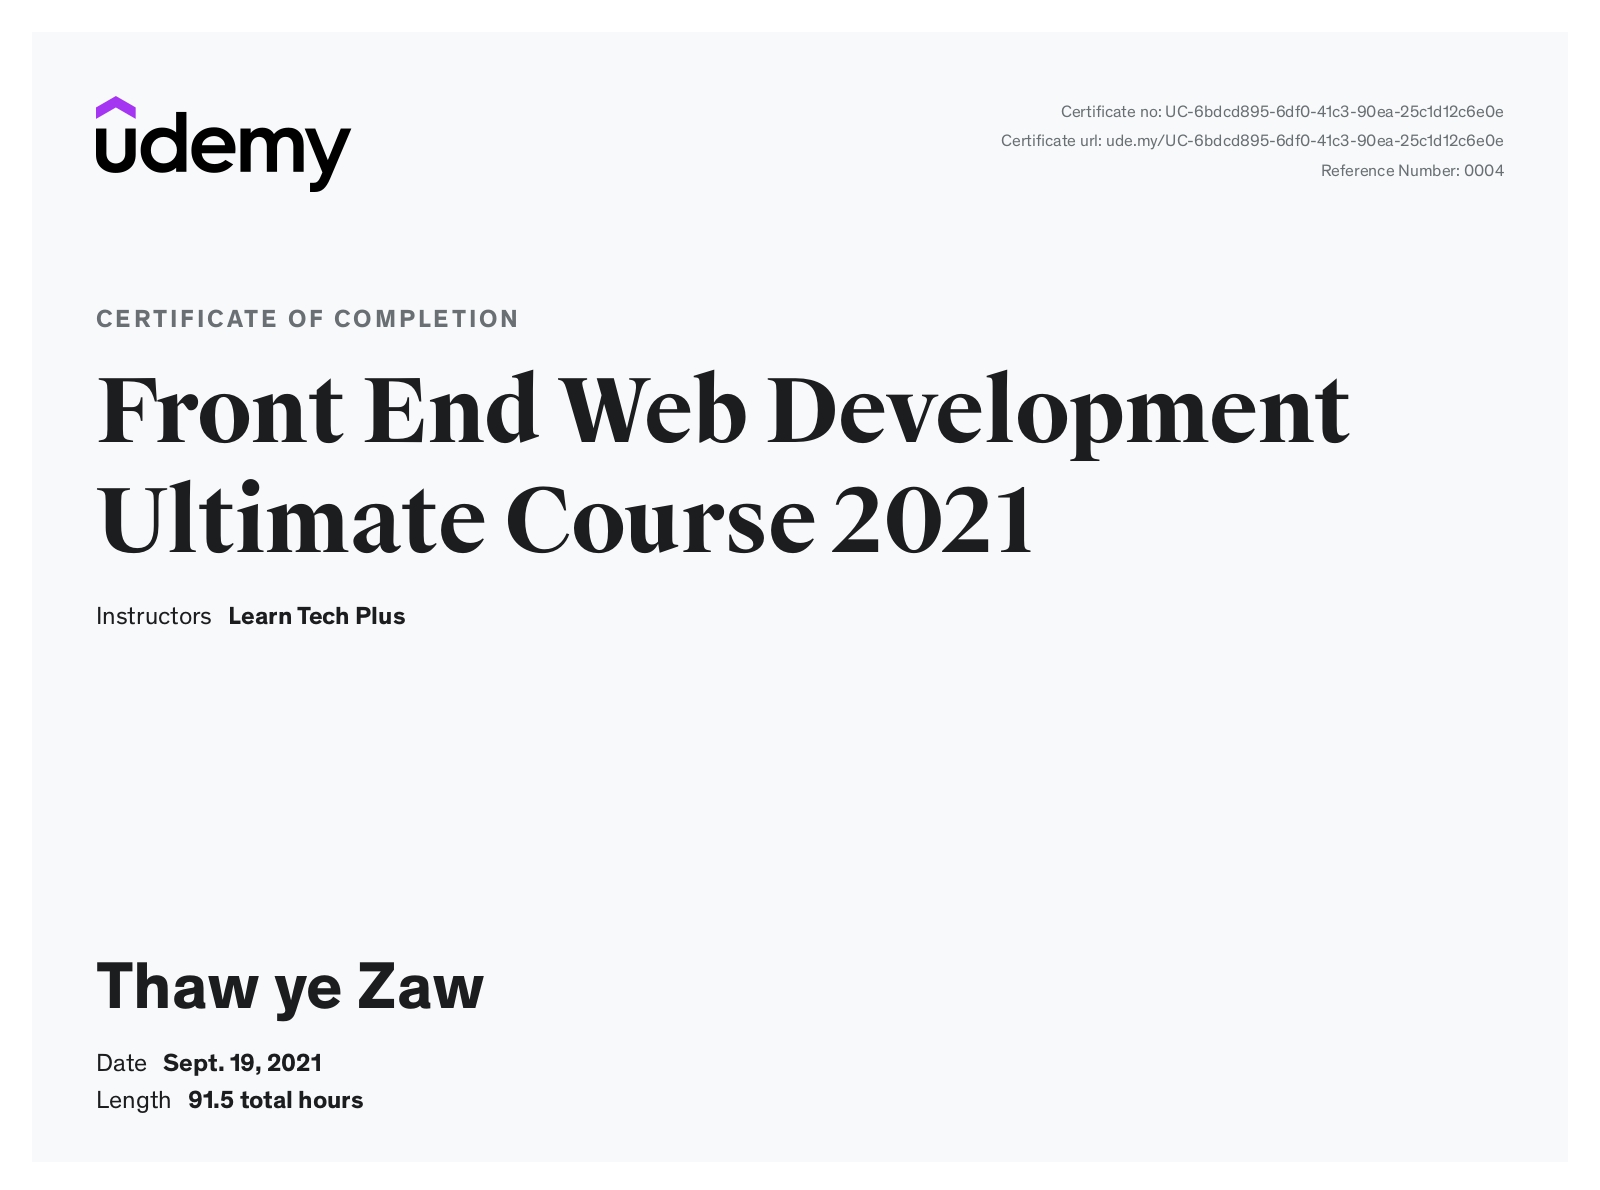 udemy
Certificate no: UC-6bdcd895-6df0-41c3-90ea-25c1d12c6e0e
Certificate url: ude.my/UC-6bdcd895-6df0-41c3-90ea-25c1d12c6e0e
Reference Number: 0004
CERTIFICATE OF COMPLETION
Front End Web Development
Ultimate Course 2021
Instructors Learn Tech Plus
Thaw ye Zaw
Date Sept. 19, 2021
Length 91.5 total hours